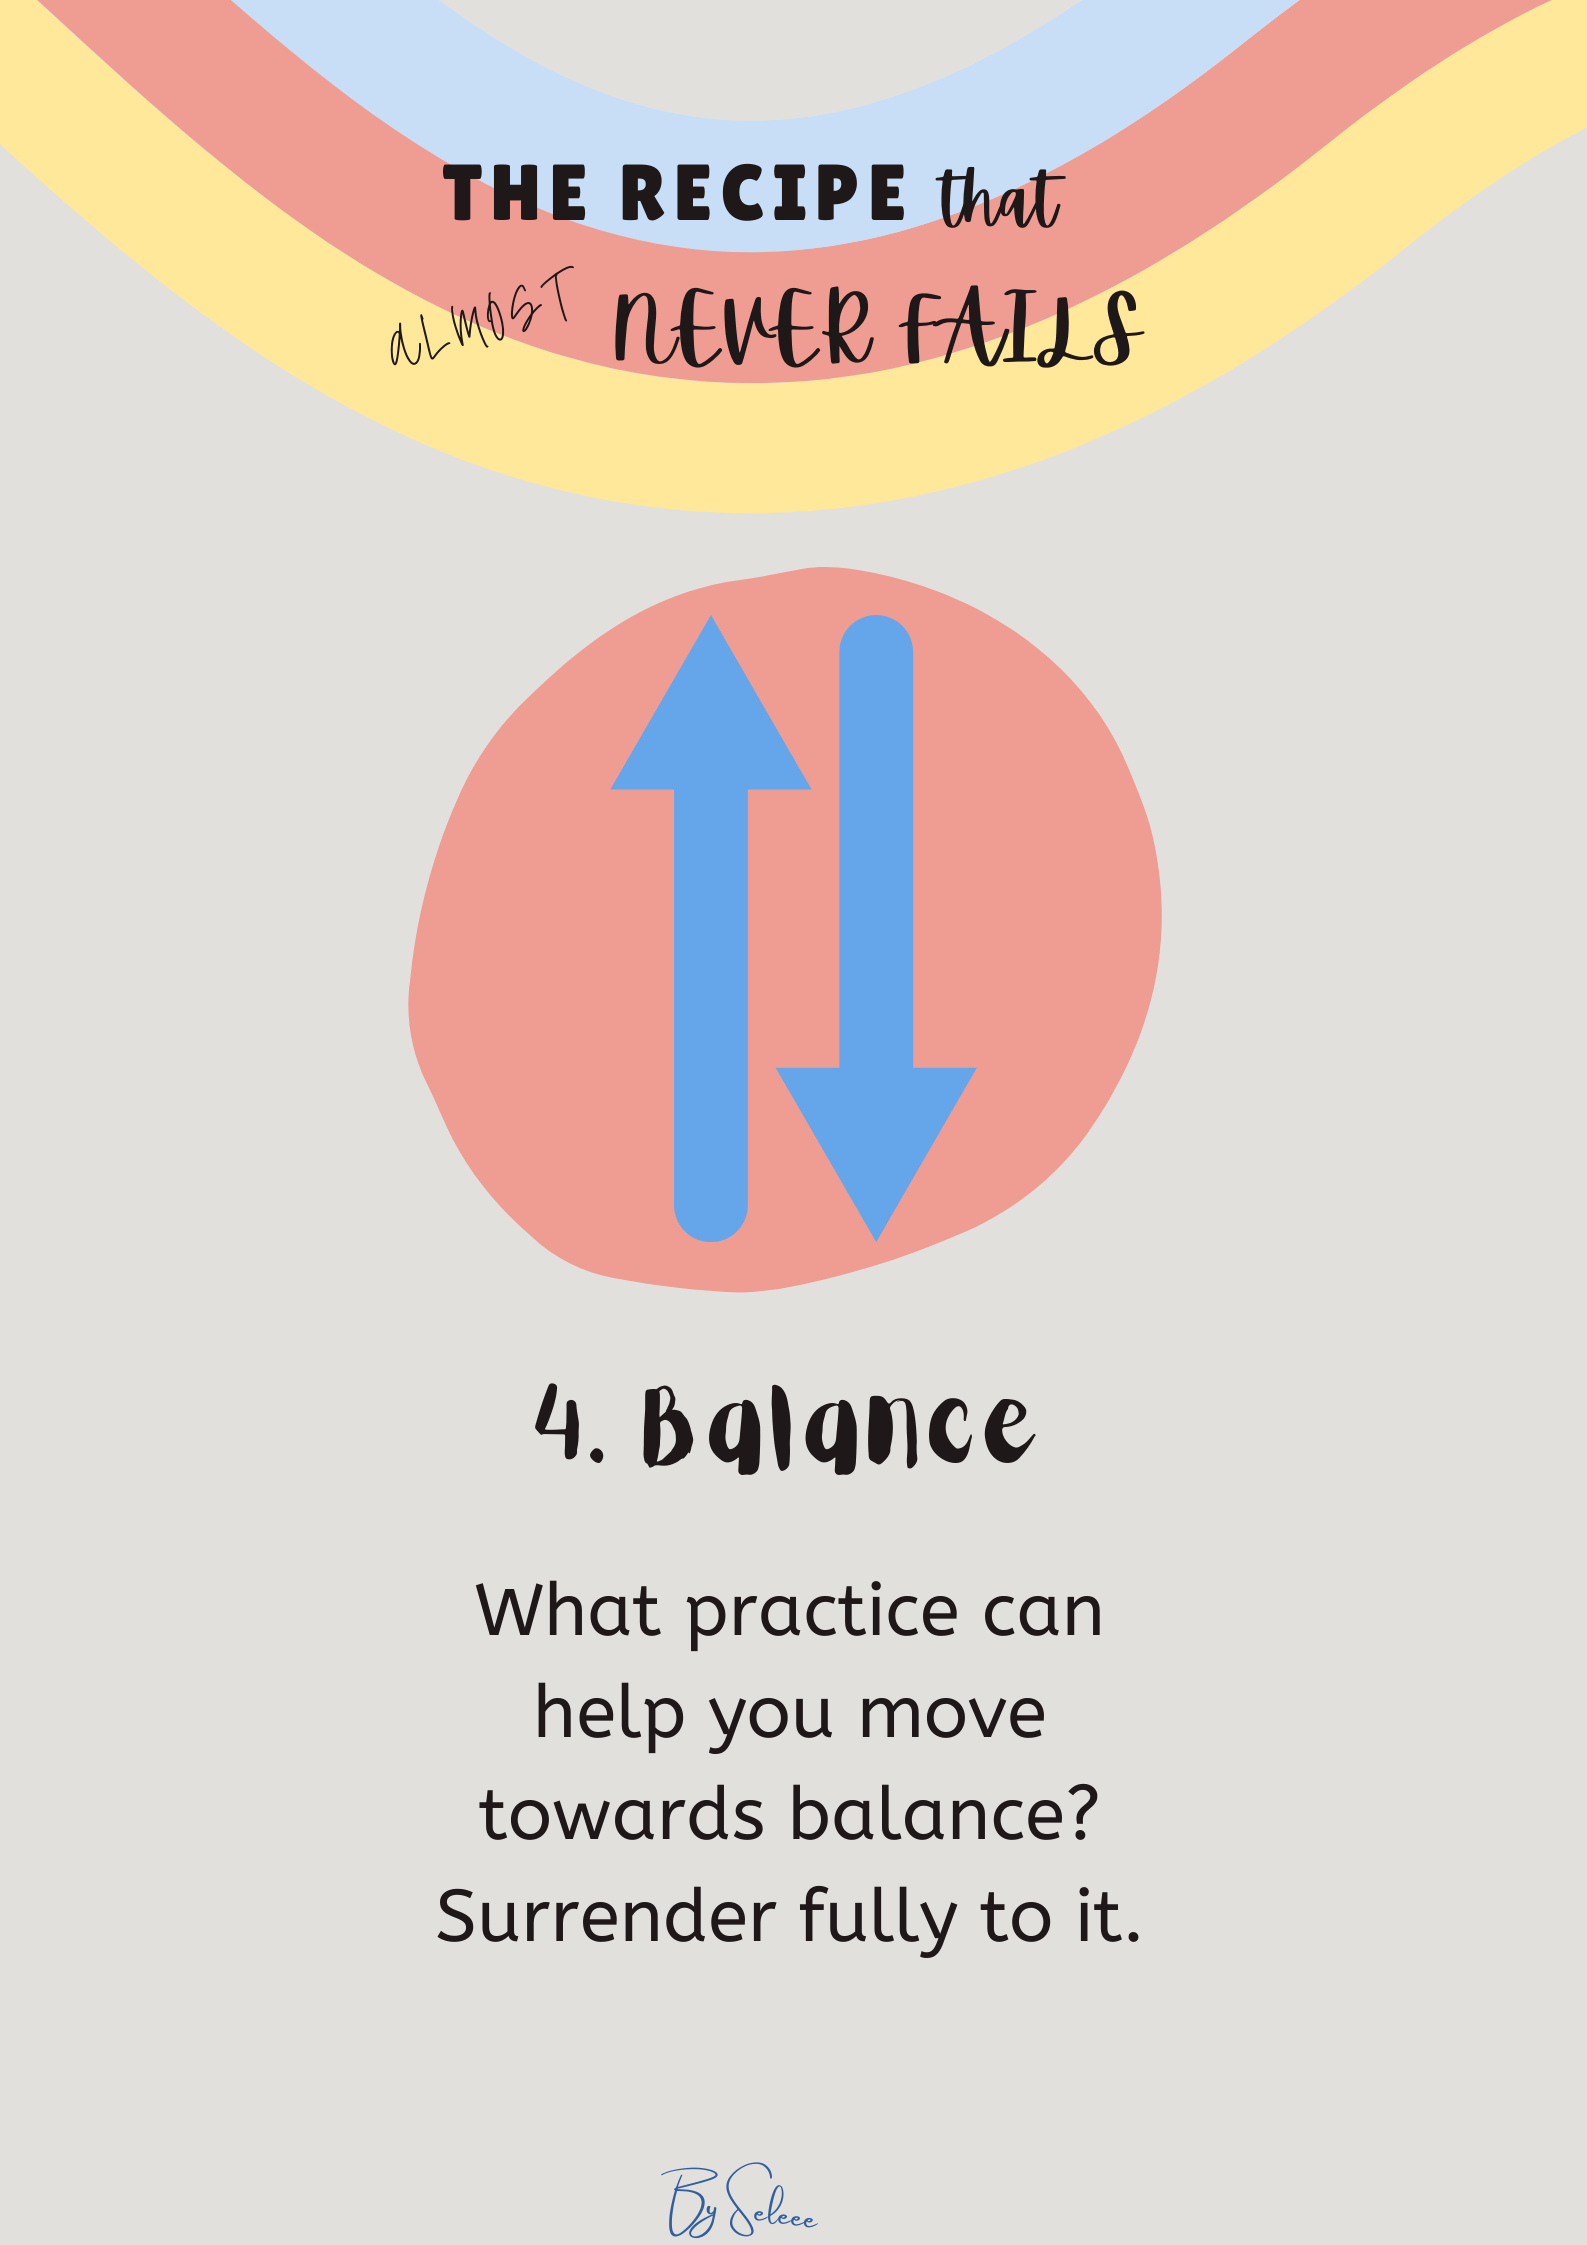 THE RECIPE that
ALMOST NEVER FAILS
4. Balance
What practice can
help you move
towards balance?
Surrender fully to it.
By Seleee